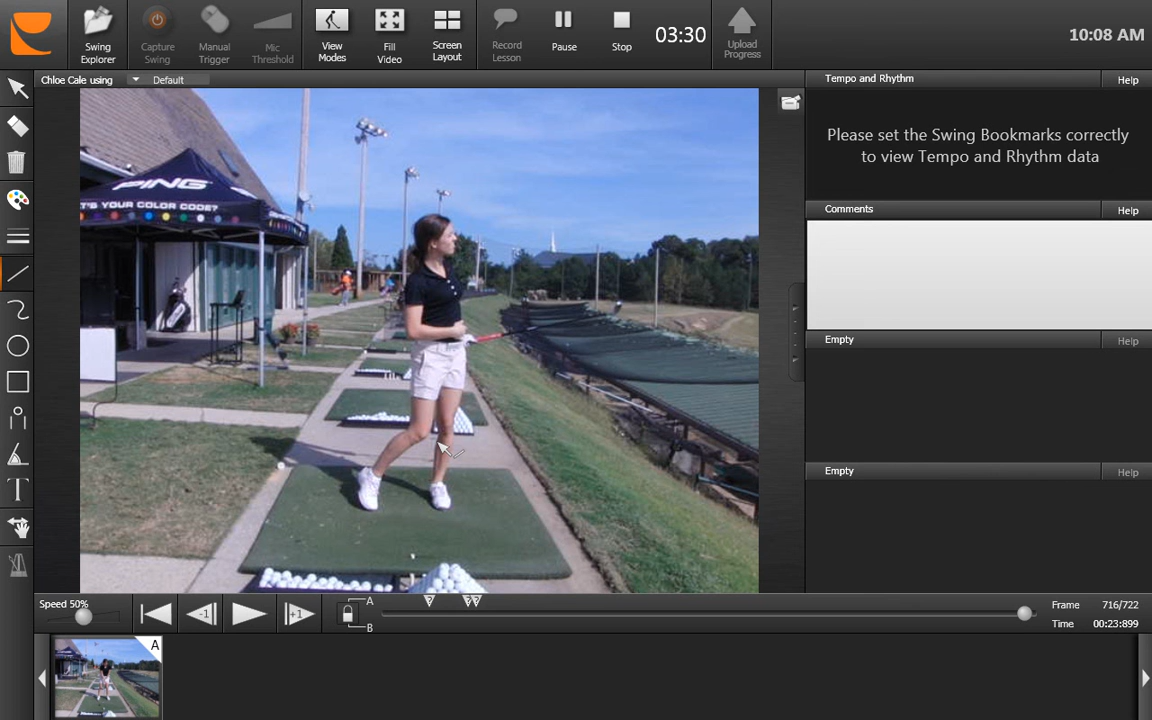 Swing
Explorer
Capture
Swing
Manual
Trigger
Mic
Threshold
View
Modes
Fill
Video
Screen
Layout
Record
Lesson
Pause
Stop
03:30
Upload
Progress
10:08 AM
Chloe Cale using
Default
Tempo and Rhythm
Help
Please set the Swing Bookmarks correctly
to view Tempo and Rhythm data
Comments
Help
Empty
Help
Empty
Help
PING
T'S YOUR COLOR CODE?
T
Speed 50%
-1
+1
A
B
?
??
Frame
716/722
Time
00:23:899
A